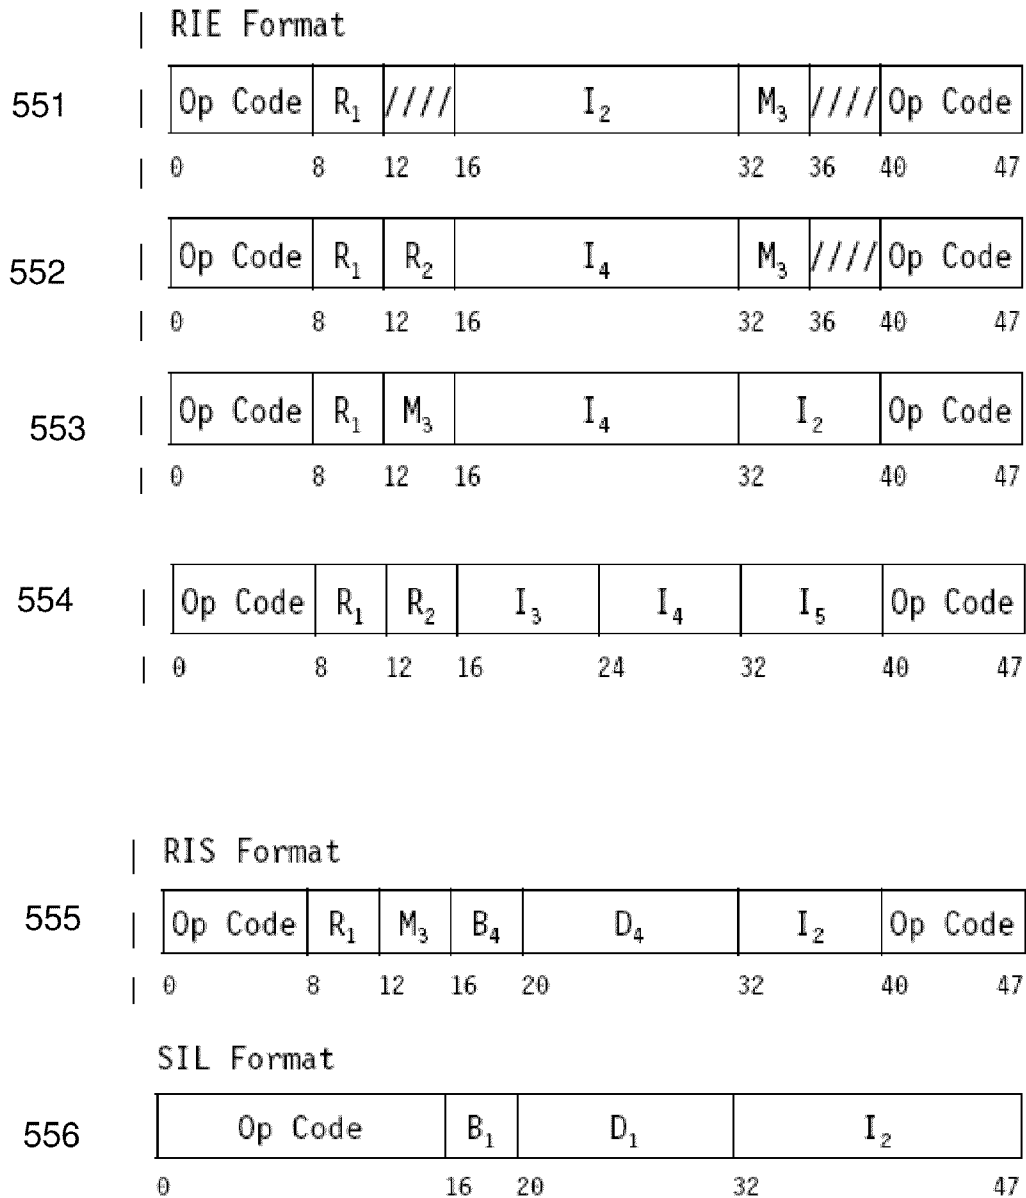 | RIE Format
551 | Op Code R₁ //// I₂ M₃ //// Op Code
| 0 8 12 16 32 36 40 47
552 | Op Code R₁ R₂ I₄ M₃ //// Op Code
| 0 8 12 16 32 36 40 47
553 | Op Code R₁ M₃ I₄ I₂ Op Code
| 0 8 12 16 32 40 47
554 | Op Code R₁ R₂ I₃ I₄ I₅ Op Code
| 0 8 12 16 24 32 40 47
| RIS Format
555 | Op Code R₁ M₃ B₄ D₄ I₂ Op Code
| 0 8 12 16 20 32 40 47
SIL Format
556 Op Code B₁ D₁ I₂
0 16 20 32 47